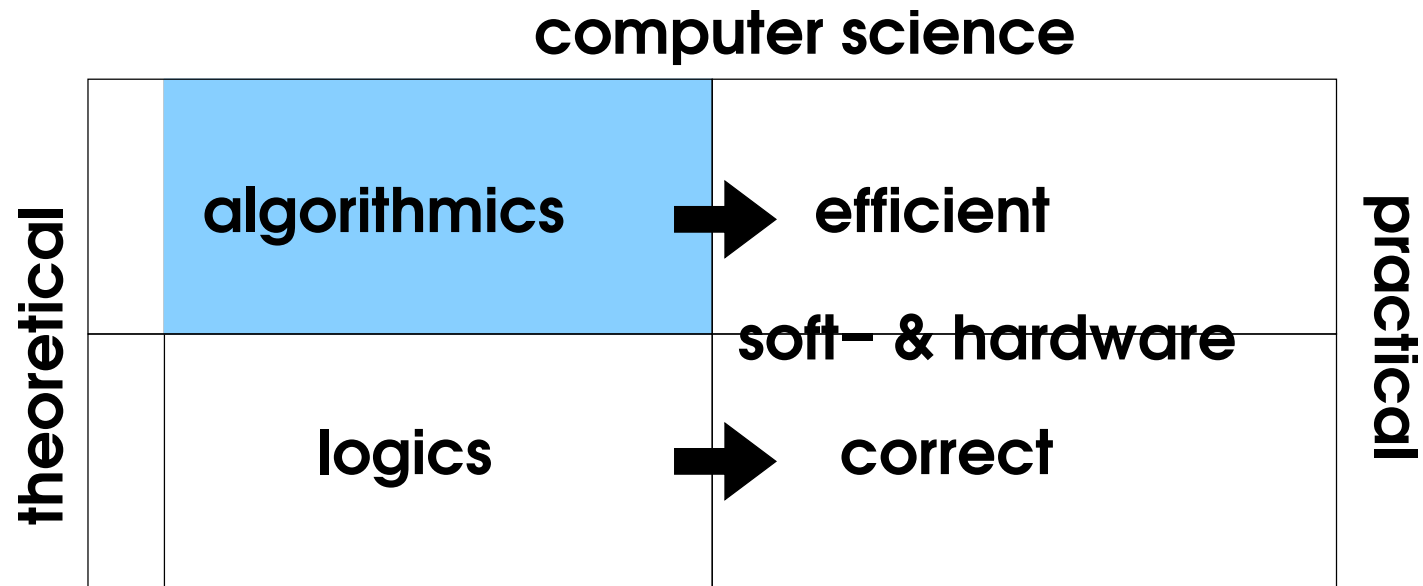 computer science
theoretical
algorithmics
efficient
practical
soft– & hardware
logics
correct